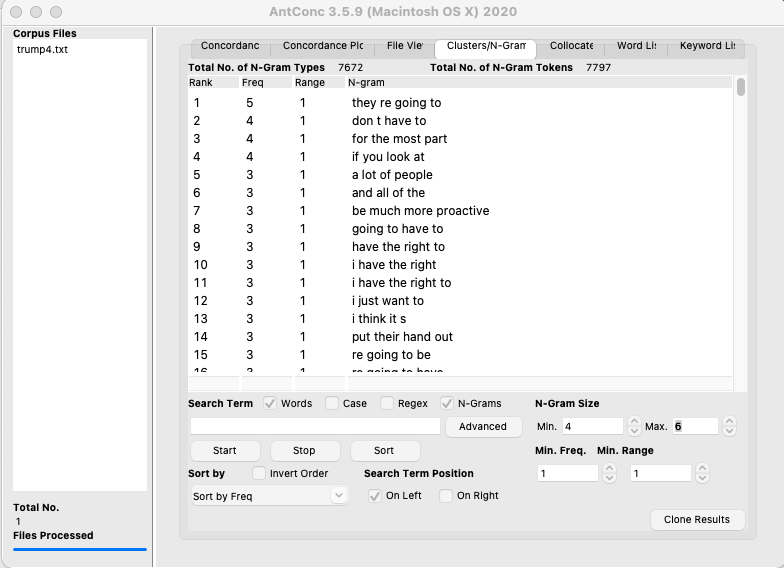 AntConc 3.5.9 (Macintosh OS X) 2020
Corpus Files
trump4.txt
Concordanc Concordance Plc File Vie Clusters/N-Gram Collocate Word Li Keyword Li
Total No. of N-Gram Types 7672 Total No. of N-Gram Tokens 7797
Rank Freq Range N-gram
1 5 1 they re going to
2 4 1 don t have to
3 4 1 for the most part
4 4 1 if you look at
5 3 1 a lot of people
6 3 1 and all of the
7 3 1 be much more proactive
8 3 1 going to have to
9 3 1 have the right to
10 3 1 i have the right
11 3 1 i have the right to
12 3 1 i just want to
13 3 1 i think it s
14 3 1 put their hand out
15 3 1 re going to be
16 3 1 re going to have
Search Term Words Case Regex N-Grams N-Gram Size
Advanced Min. 4 Max. 6
Start Stop Sort Min. Freq. Min. Range
Sort by Invert Order Search Term Position 1 1
Sort by Freq On Left On Right
Total No.
1
Files Processed
Clone Results